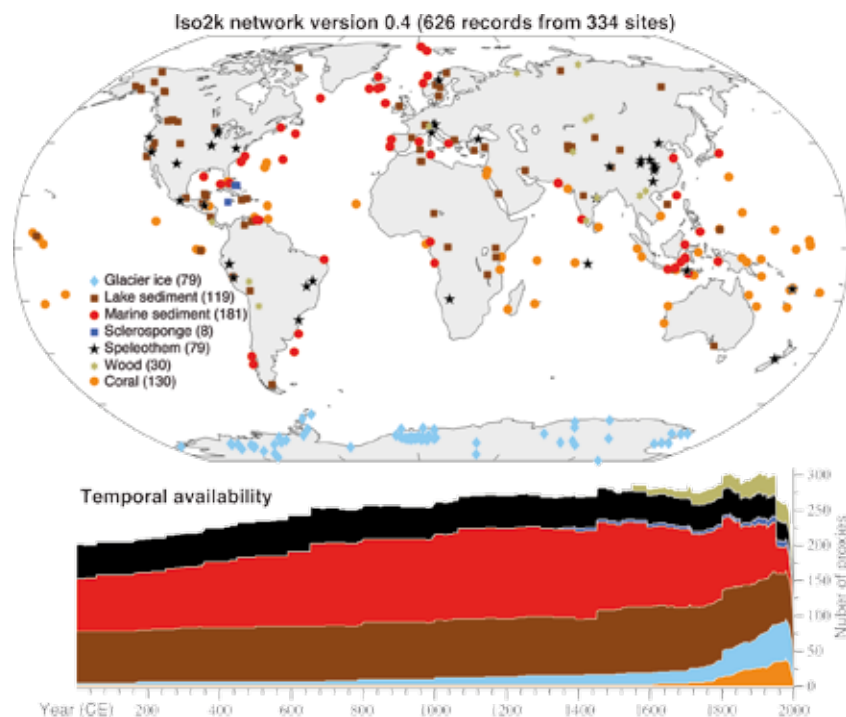 Iso2k network version 0.4 (626 records from 334 sites)
Glacier ice (79)
Lake sediment (119)
Marine sediment (181)
Sclerosponge (8)
Speleothem (79)
Wood (30)
Coral (130)
Temporal availability
300
250
200
150
100
50
0
Nuber of proxies
Year (CE) 200 400 600 800 1000 1200 1400 1600 1800 2000